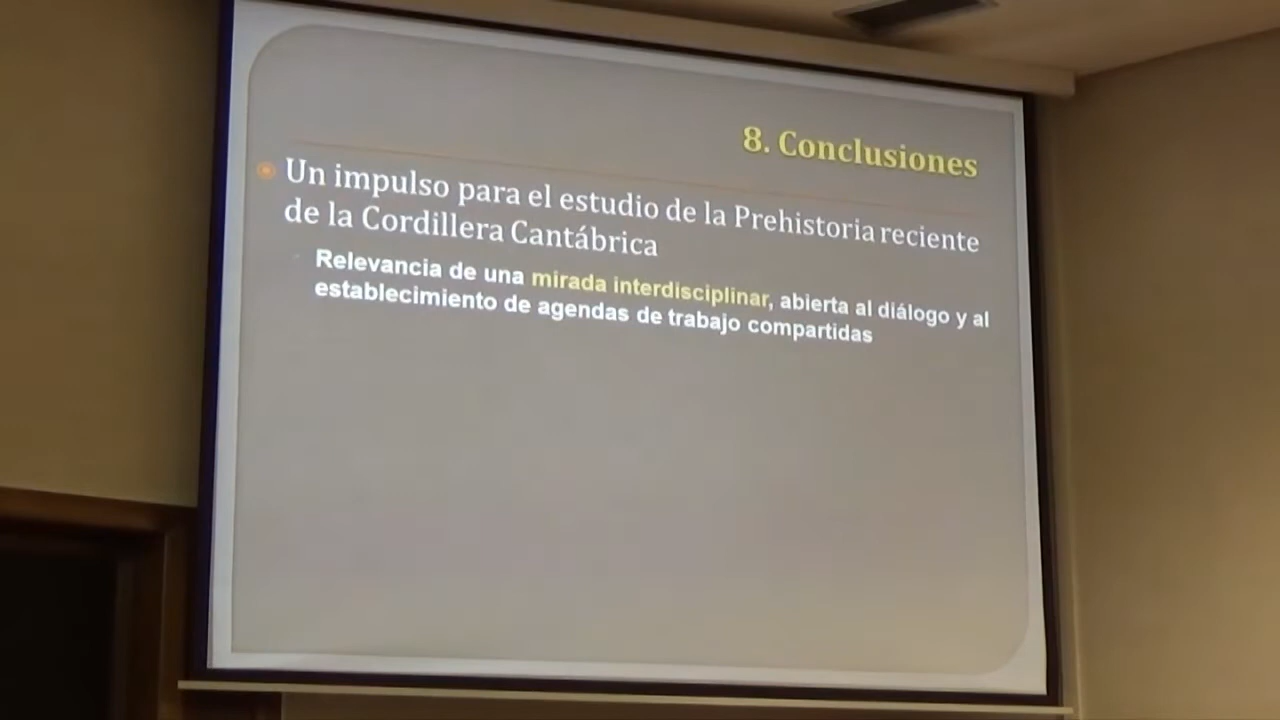 8. Conclusiones
Un impulso para el estudio de la Prehistoria reciente
de la Cordillera Cantábrica
Relevancia de una mirada interdisciplinar, abierta al diálogo y al
establecimiento de agendas de trabajo compartidas